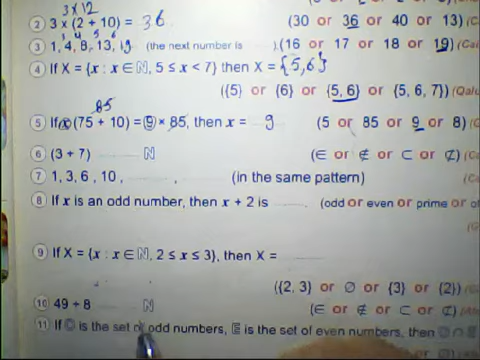 3 x 12
② 3 × (2 + 10) = 36 (30 or 36 or 40 or 13)
3 4 5 6
③ 1, 4, 8, 13, 19 (the next number is ......) (16 or 17 or 18 or 19)
④ If X = {x : x ∈ ℕ, 5 ≤ x < 7} then X = {5,6}
({5} or {6} or {5, 6} or {5, 6, 7})
85
⑤ If x (75 + 10) = 9 × 85, then x = 9 (5 or 85 or 9 or 8)
⑥ (3 + 7) ...... ℕ (∈ or ∉ or ⊂ or ⊄)
⑦ 1, 3, 6, 10, ......, ...... (in the same pattern)
⑧ If x is an odd number, then x + 2 is ...... (odd or even or prime or
⑨ If X = {x : x ∈ ℕ, 2 ≤ x ≤ 3}, then X = ......
({2, 3} or ∅ or {3} or {2})
⑩ 49 ÷ 8 ...... ℕ (∈ or ∉ or ⊂ or ⊄)
⑪ If 𝕆 is the set of odd numbers, 𝔼 is the set of even numbers, then 𝕆 ∩ 𝔼